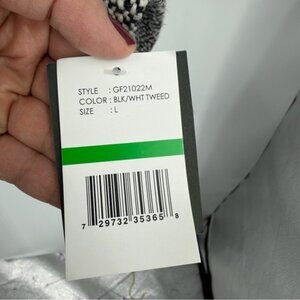 STYLE : GF21022M
COLOR : BLK/WHT TWEED
SIZE : L
7 29732 35365 8